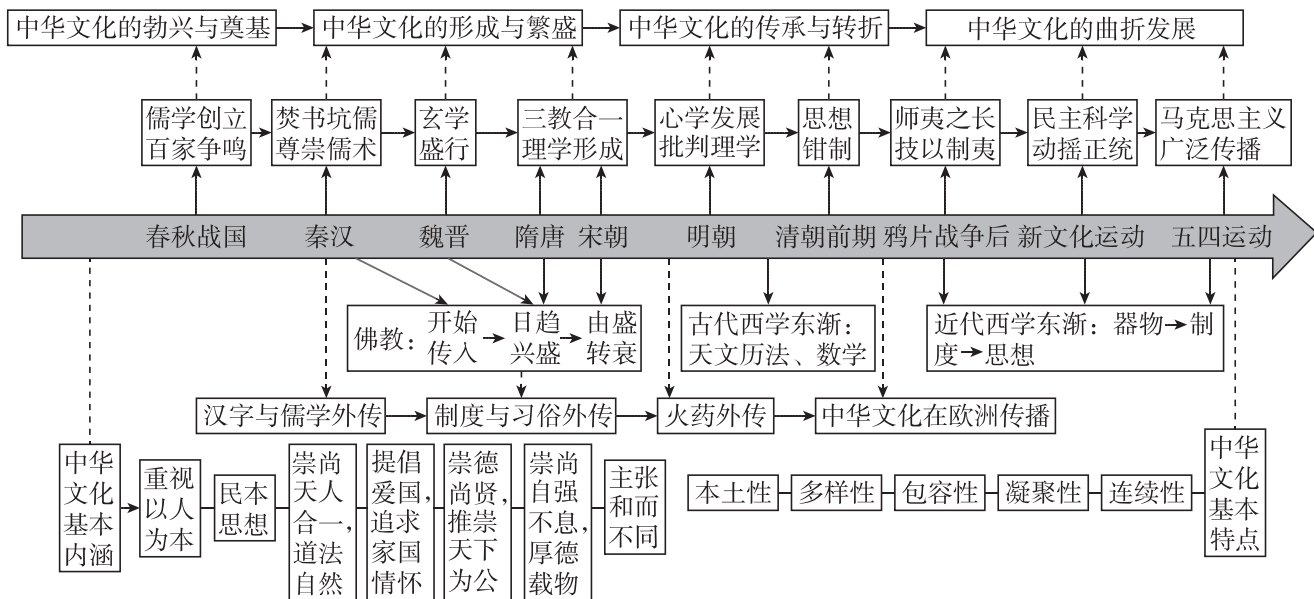 中华文化的勃兴与奠基
中华文化的形成与繁盛
中华文化的传承与转折
中华文化的曲折发展
儒学创立
百家争鸣
焚书坑儒
尊崇儒术
玄学
盛行
三教合一
理学形成
心学发展
批判理学
思想
钳制
师夷之长
技以制夷
民主科学
动摇正统
马克思主义
广泛传播
春秋战国
秦汉
魏晋
隋唐
宋朝
明朝
清朝前期
鸦片战争后
新文化运动
五四运动
佛教：
开始
传入
日趋
兴盛
由盛
转衰
古代西学东渐：
天文历法、数学
近代西学东渐：器物→制
度→思想
汉字与儒学外传
制度与习俗外传
火药外传
中华文化在欧洲传播
中华
文化
基本
内涵
重视
以人
为本
民本
思想
崇尚
天人
合一，
道法
自然
提倡
爱国，
追求
家国
情怀
崇德
尚贤，
推崇
天下
为公
崇尚
自强
不息，
厚德
载物
主张
和而
不同
本土性
多样性
包容性
凝聚性
连续性
中华
文化
基本
特点